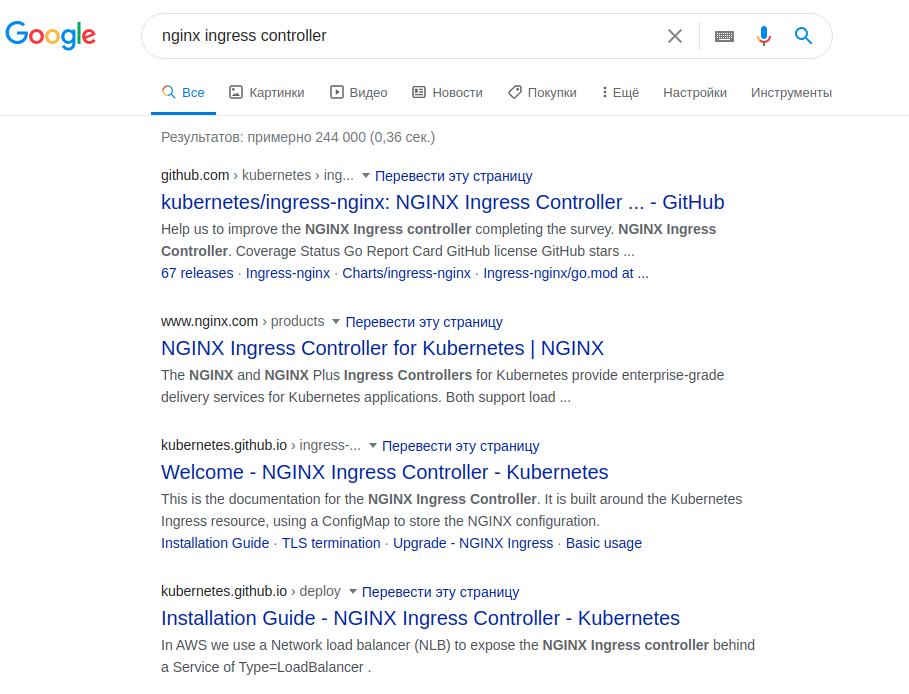 Google
nginx ingress controller
Все Картинки Видео Новости Покупки Ещё Настройки Инструменты
Результатов: примерно 244 000 (0,36 сек.)
github.com › kubernetes › ing... Перевести эту страницу
kubernetes/ingress-nginx: NGINX Ingress Controller ... - GitHub
Help us to improve the NGINX Ingress controller completing the survey. NGINX Ingress
Controller. Coverage Status Go Report Card GitHub license GitHub stars ...
67 releases · Ingress-nginx · Charts/ingress-nginx · Ingress-nginx/go.mod at ...
www.nginx.com › products Перевести эту страницу
NGINX Ingress Controller for Kubernetes | NGINX
The NGINX and NGINX Plus Ingress Controllers for Kubernetes provide enterprise-grade
delivery services for Kubernetes applications. Both support load ...
kubernetes.github.io › ingress-... Перевести эту страницу
Welcome - NGINX Ingress Controller - Kubernetes
This is the documentation for the NGINX Ingress Controller. It is built around the Kubernetes
Ingress resource, using a ConfigMap to store the NGINX configuration.
Installation Guide · TLS termination · Upgrade - NGINX Ingress · Basic usage
kubernetes.github.io › deploy Перевести эту страницу
Installation Guide - NGINX Ingress Controller - Kubernetes
In AWS we use a Network load balancer (NLB) to expose the NGINX Ingress controller behind
a Service of Type=LoadBalancer .